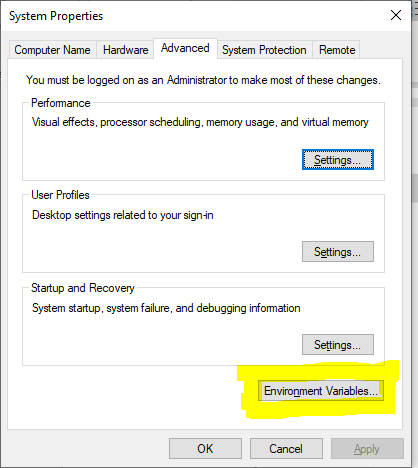 System Properties
Computer Name Hardware Advanced System Protection Remote
You must be logged on as an Administrator to make most of these changes.
Performance
Visual effects, processor scheduling, memory usage, and virtual memory
Settings...
User Profiles
Desktop settings related to your sign-in
Settings...
Startup and Recovery
System startup, system failure, and debugging information
Settings...
Environment Variables...
OK Cancel Apply